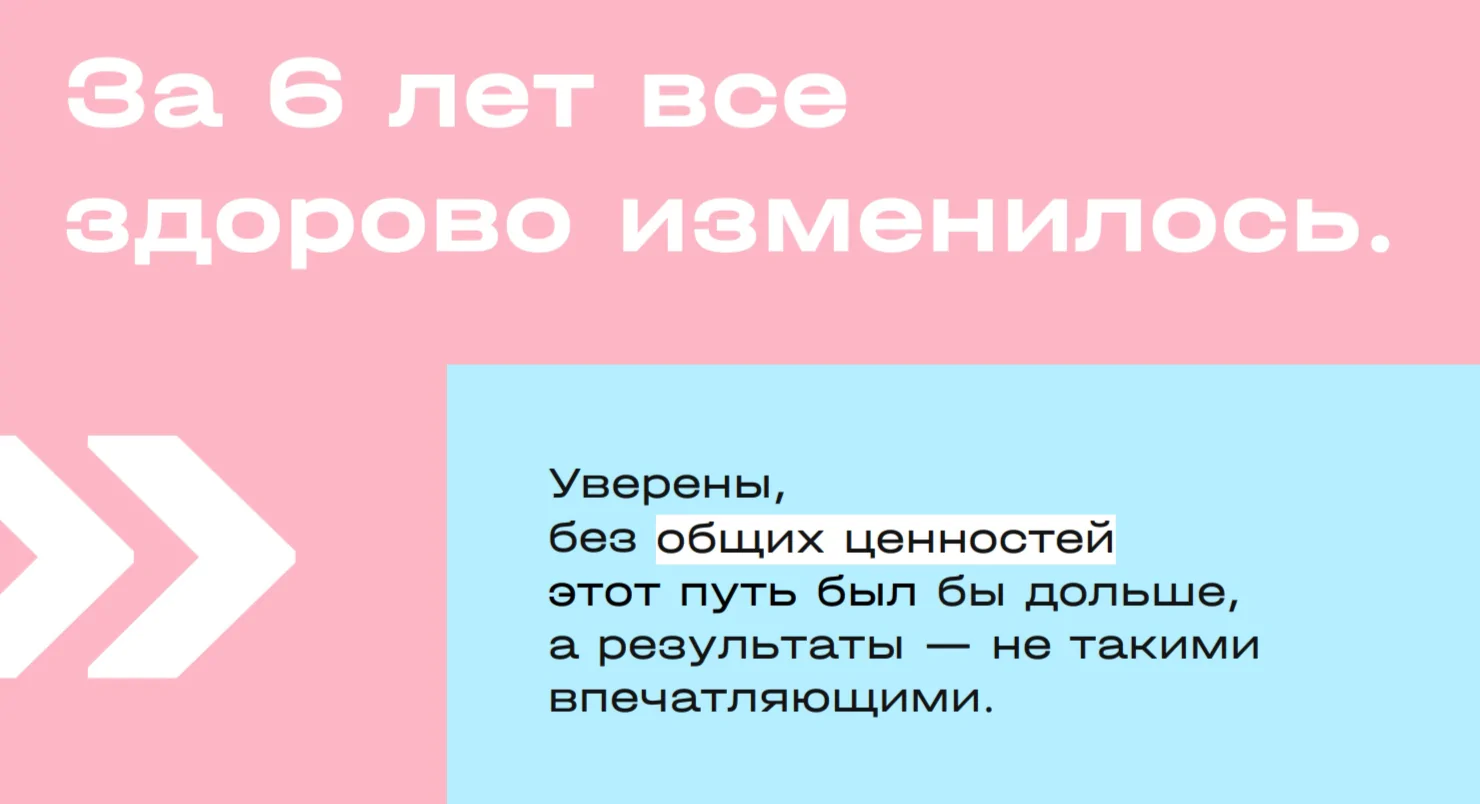 За 6 лет все
здорово изменилось.
Уверены,
без общих ценностей
этот путь был бы дольше,
а результаты — не такими
впечатляющими.